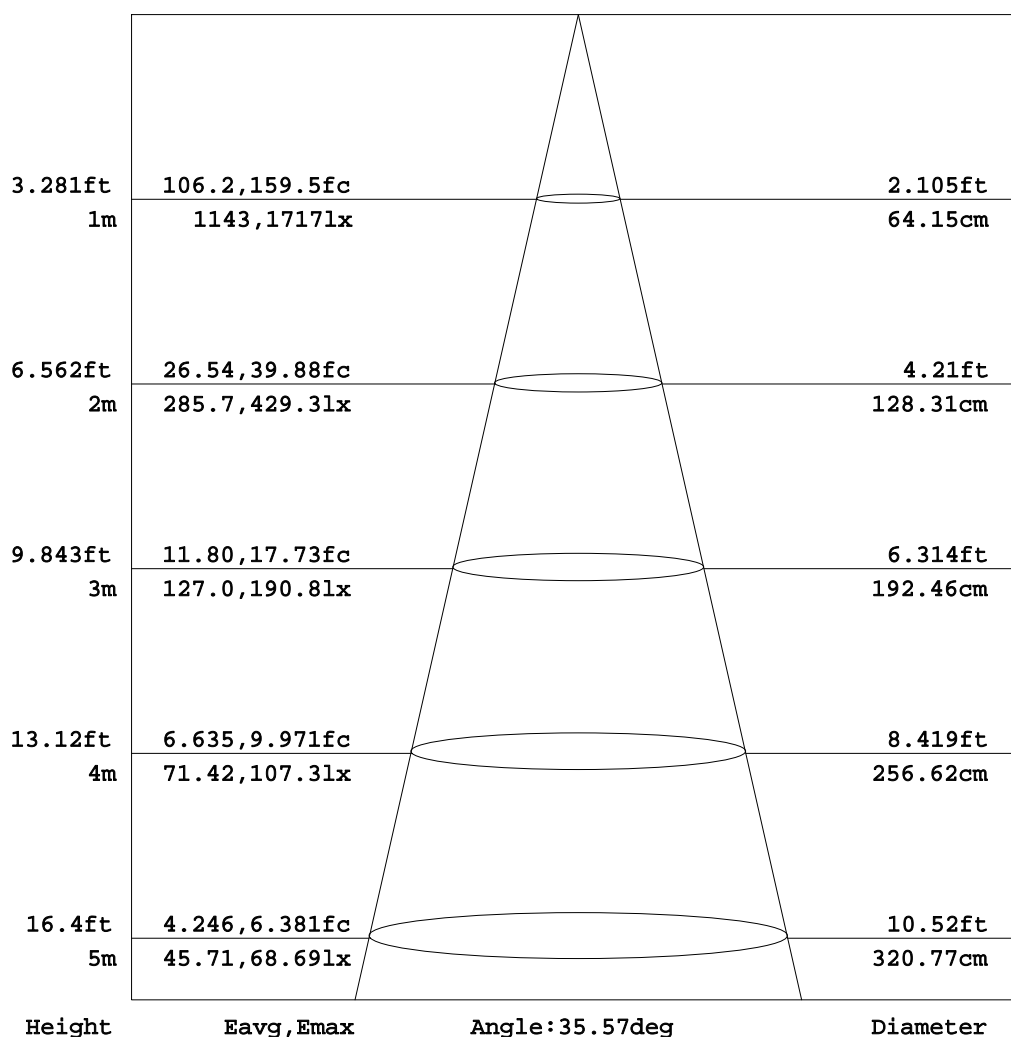 3.281ft 106.2,159.5fc 2.105ft
1m 1143,1717lx 64.15cm
6.562ft 26.54,39.88fc 4.21ft
2m 285.7,429.3lx 128.31cm
9.843ft 11.80,17.73fc 6.314ft
3m 127.0,190.8lx 192.46cm
13.12ft 6.635,9.971fc 8.419ft
4m 71.42,107.3lx 256.62cm
16.4ft 4.246,6.381fc 10.52ft
5m 45.71,68.69lx 320.77cm
Height Eavg,Emax Angle:35.57deg Diameter